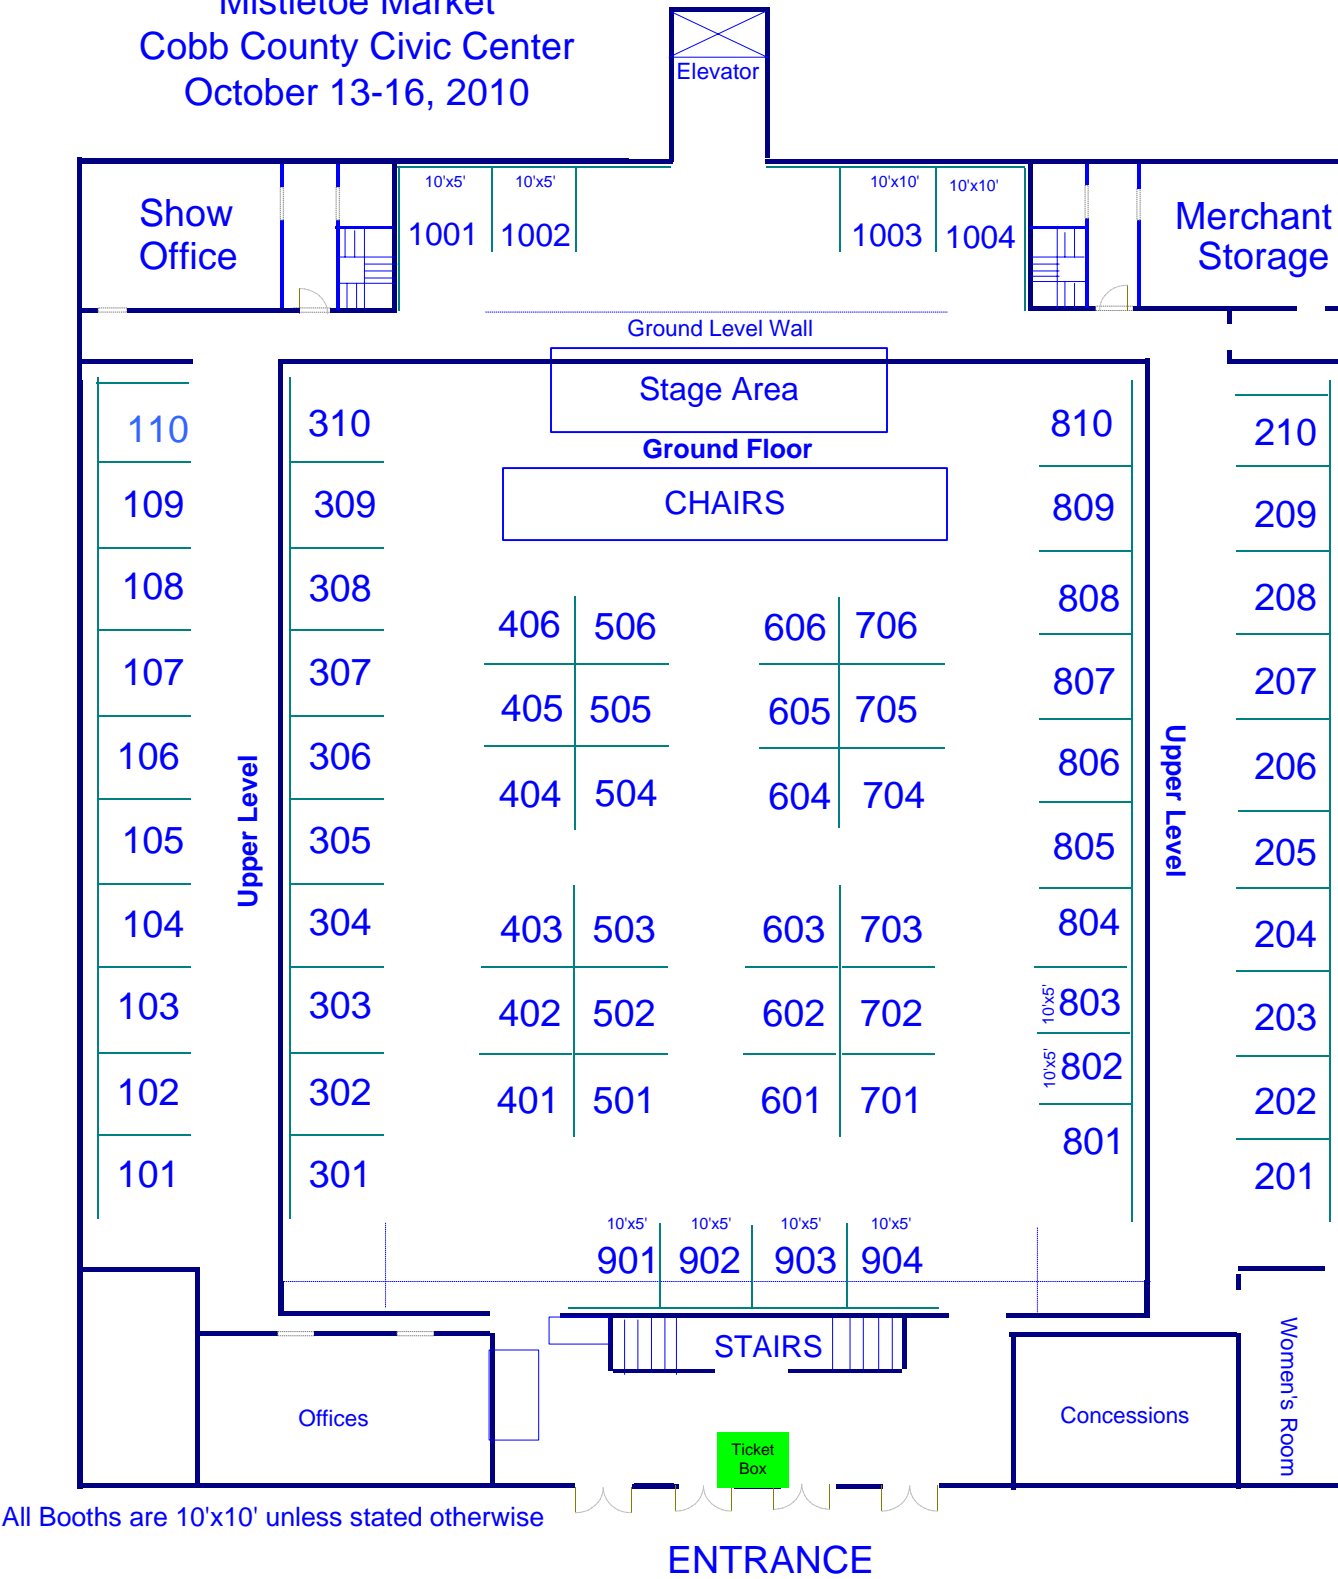 Mistletoe Market
Cobb County Civic Center
October 13-16, 2010
Elevator
Show
Office
10'x5'
10'x5'
10'x10'
10'x10'
1001
1002
1003
1004
Merchant
Storage
Ground Level Wall
Stage Area
Ground Floor
CHAIRS
110
109
108
107
106
105
104
103
102
101
Upper Level
310
309
308
307
306
305
304
303
302
301
406 506
405 505
404 504
403 503
402 502
401 501
606 706
605 705
604 704
603 703
602 702
601 701
810
809
808
807
806
805
804
10'x5' 803
10'x5' 802
801
Upper Level
210
209
208
207
206
205
204
203
202
201
10'x5' 10'x5' 10'x5' 10'x5'
901 902 903 904
STAIRS
Offices
Ticket
Box
Concessions
Women's Room
All Booths are 10'x10' unless stated otherwise
ENTRANCE